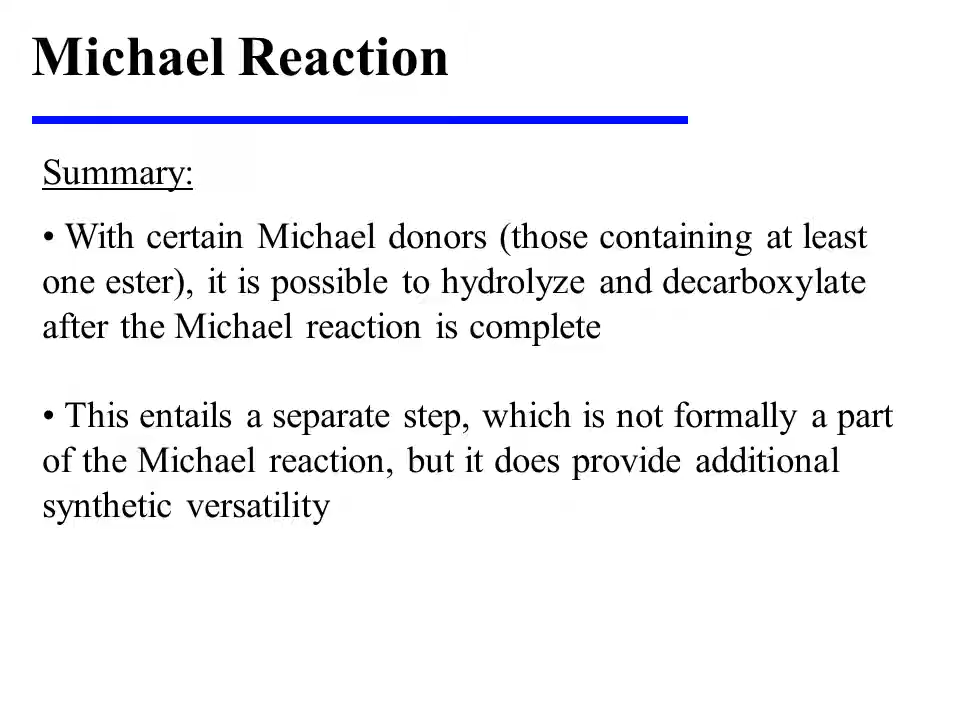 Michael Reaction
Summary:
• With certain Michael donors (those containing at least
one ester), it is possible to hydrolyze and decarboxylate
after the Michael reaction is complete
• This entails a separate step, which is not formally a part
of the Michael reaction, but it does provide additional
synthetic versatility